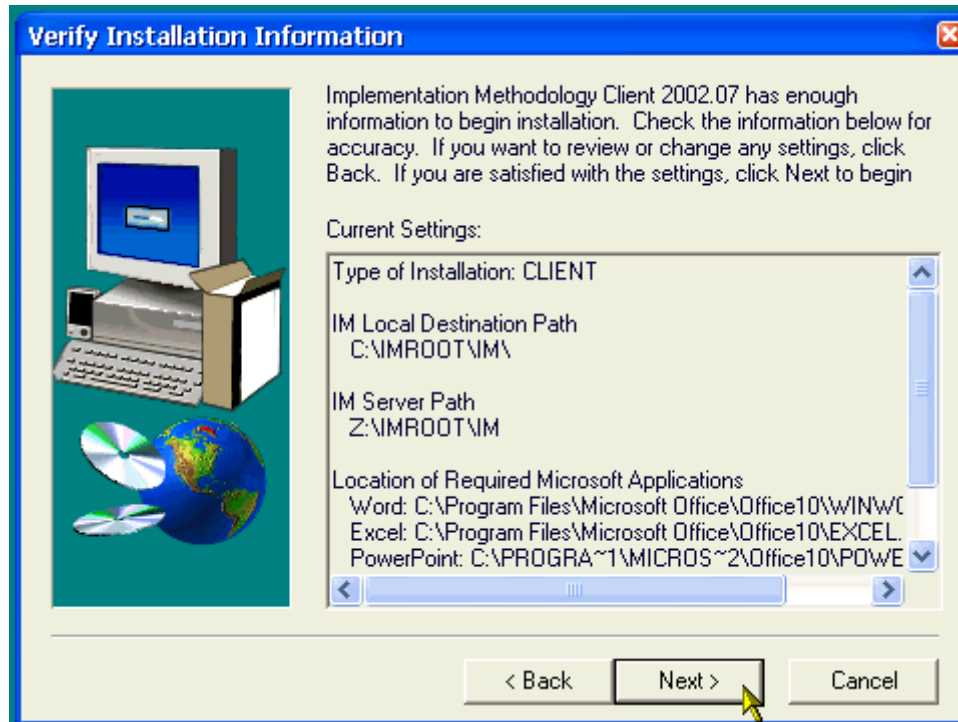 Verify Installation Information
Implementation Methodology Client 2002.07 has enough
information to begin installation.  Check the information below for
accuracy.  If you want to review or change any settings, click
Back.  If you are satisfied with the settings, click Next to begin
Current Settings:
Type of Installation: CLIENT
IM Local Destination Path
C:\IMROOT\IM\
IM Server Path
Z:\IMROOT\IM
Location of Required Microsoft Applications
Word: C:\Program Files\Microsoft Office\Office10\WINWO
Excel: C:\Program Files\Microsoft Office\Office10\EXCEL.
PowerPoint: C:\PROGRA~1\MICROS~2\Office10\POWE
< Back
Next >
Cancel